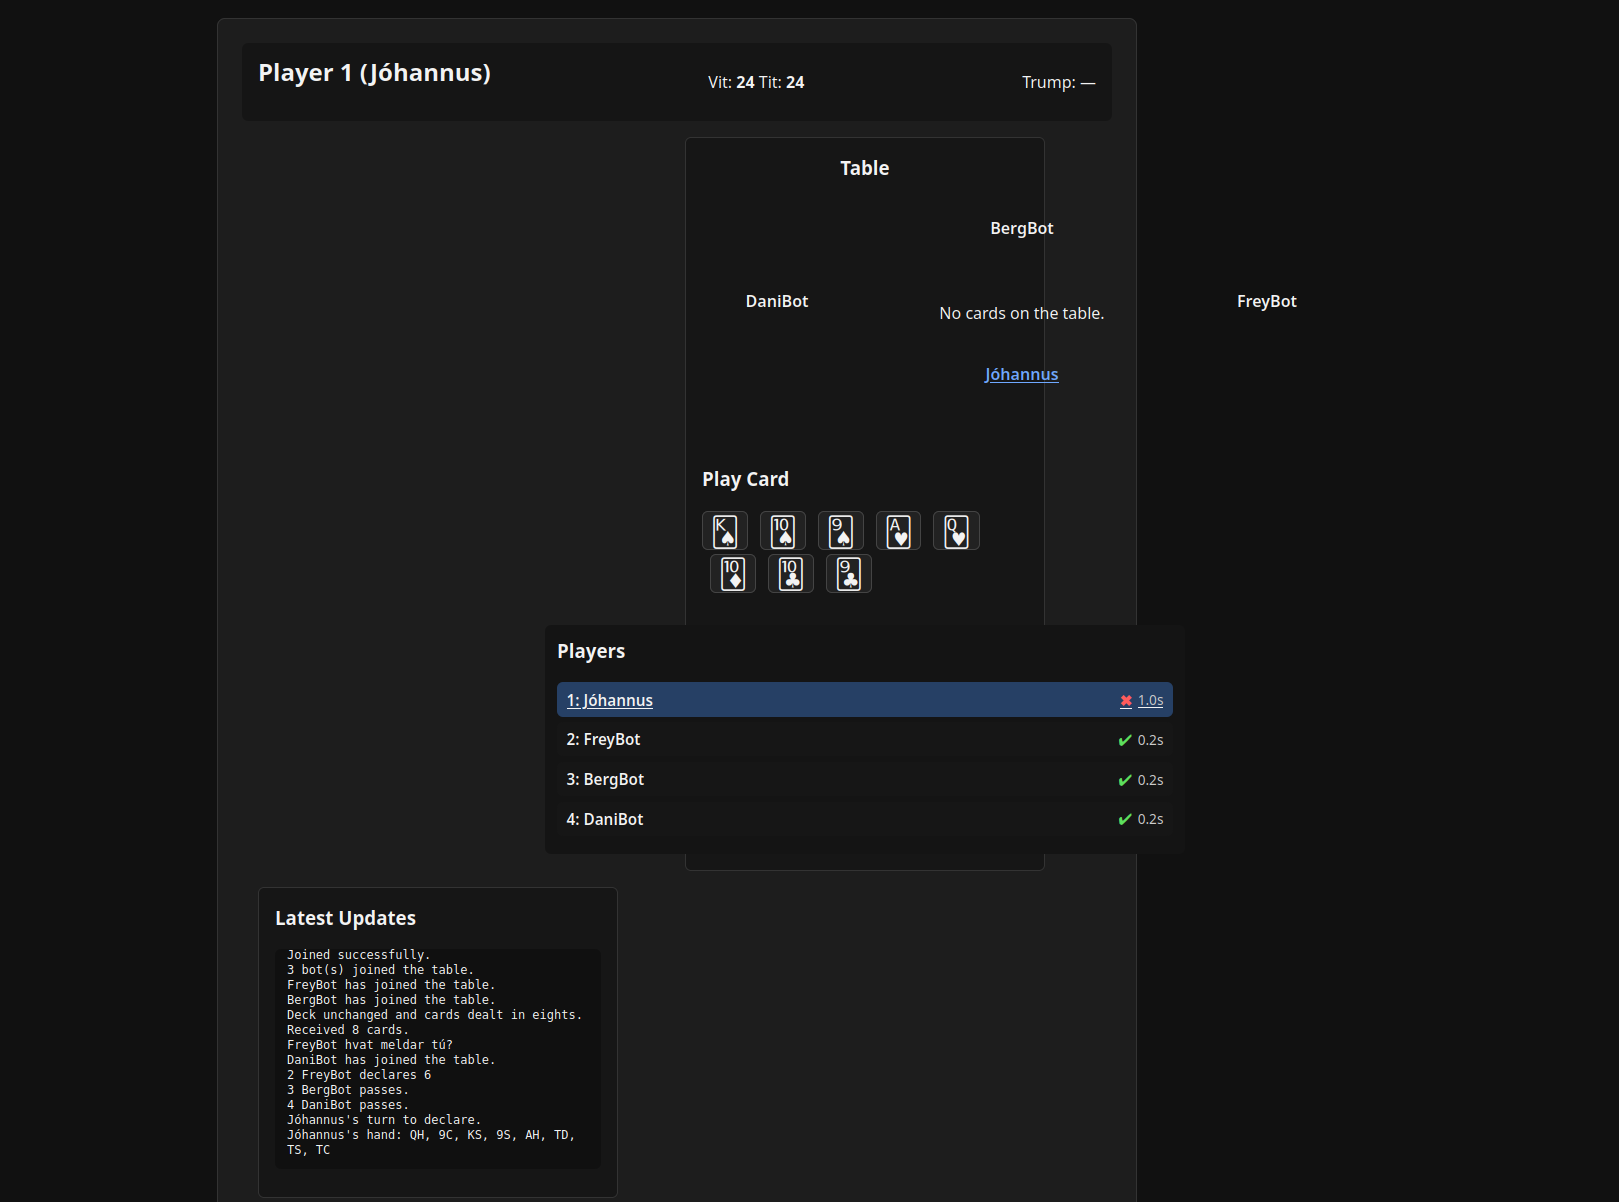 Player 1 (Jóhannus)
Vit: 24 Tit: 24
Trump: —
Table
BergBot
DaniBot
FreyBot
No cards on the table.
Jóhannus
Play Card
K♠ 10♠ 9♠ A♥ Q♥
10♦ 10♣ 9♣
Players
1: Jóhannus ✖ 1.0s
2: FreyBot ✔ 0.2s
3: BergBot ✔ 0.2s
4: DaniBot ✔ 0.2s
Latest Updates
Joined successfully.
3 bot(s) joined the table.
FreyBot has joined the table.
BergBot has joined the table.
Deck unchanged and cards dealt in eights.
Received 8 cards.
FreyBot hvat meldar tú?
DaniBot has joined the table.
2 FreyBot declares 6
3 BergBot passes.
4 DaniBot passes.
Jóhannus's turn to declare.
Jóhannus's hand: QH, 9C, KS, 9S, AH, TD,
TS, TC